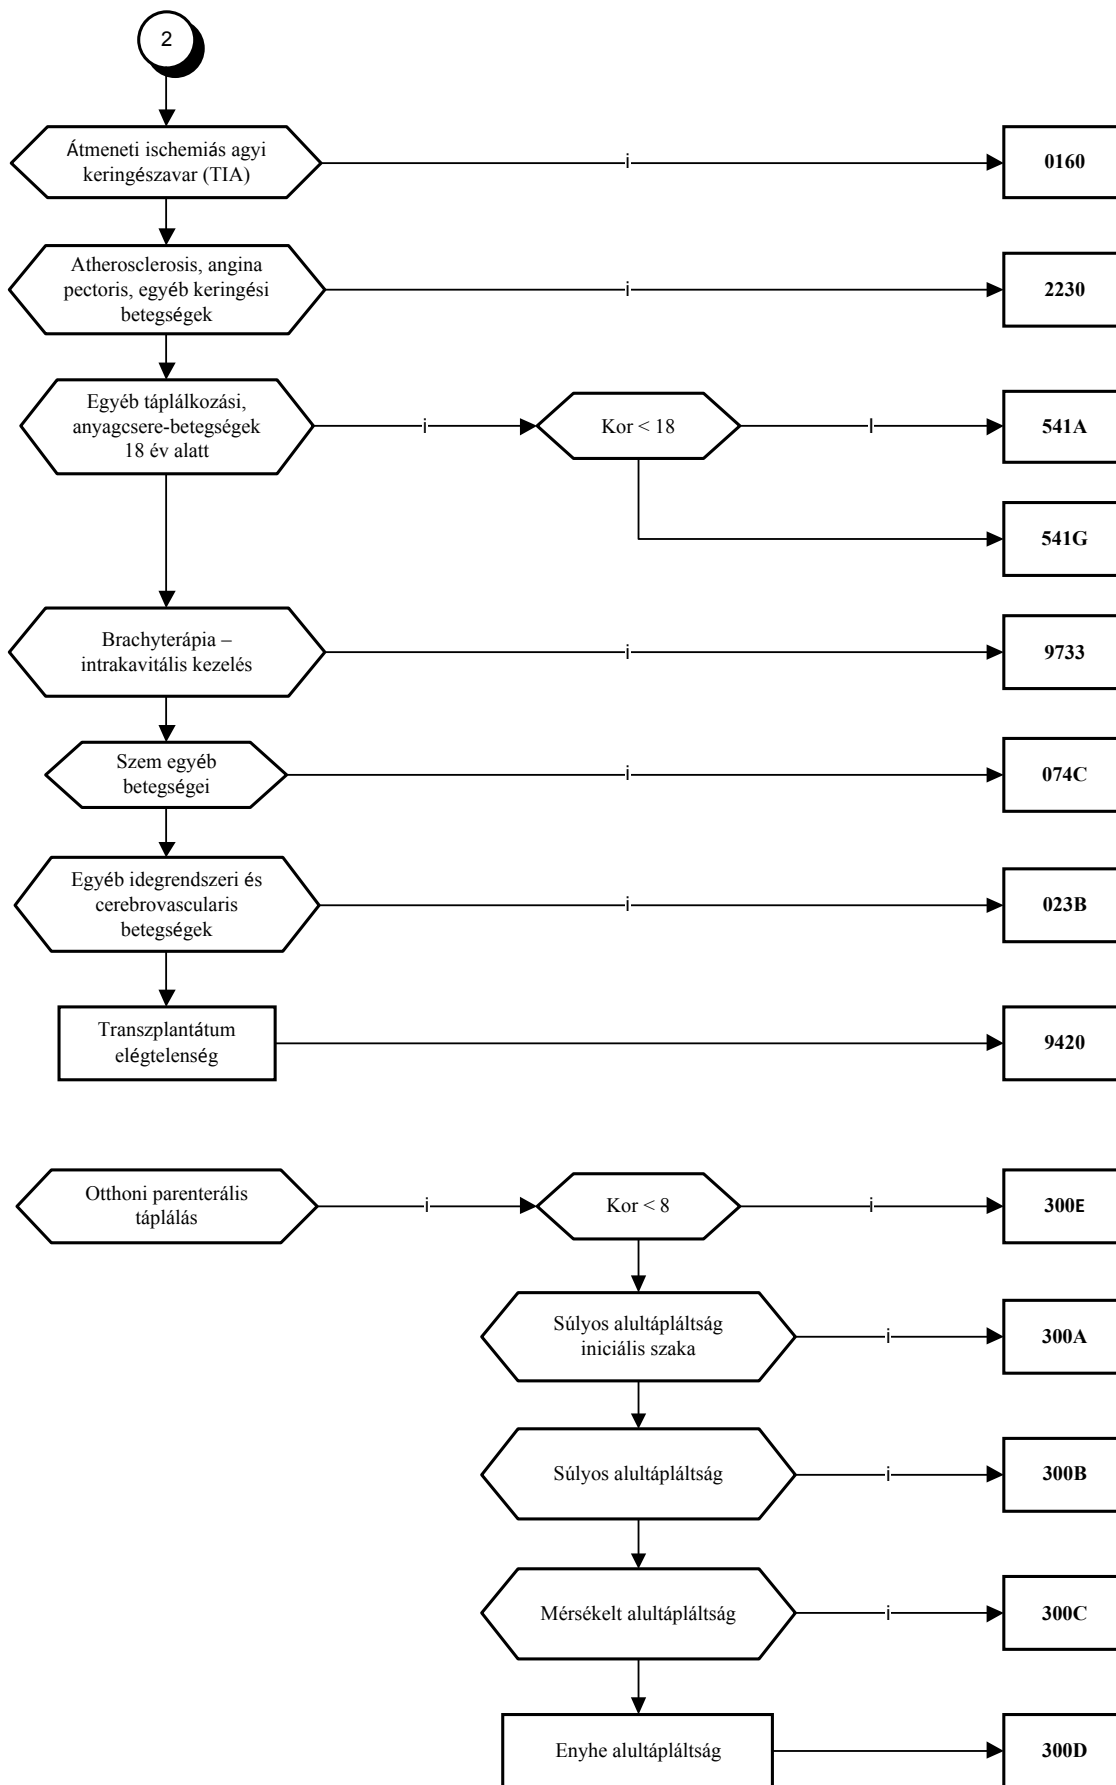 2
Átmeneti ischemiás agyi
keringészavar (TIA)
i
0160
Atherosclerosis, angina
pectoris, egyéb keringési
betegségek
i
2230
Egyéb táplálkozási,
anyagcsere-betegségek
18 év alatt
i
Kor < 18
I
541A
541G
Brachyterápia –
intrakavitális kezelés
i
9733
Szem egyéb
betegségei
i
074C
Egyéb idegrendszeri és
cerebrovascularis
betegségek
i
023B
Transzplantátum
elégtelenség
9420
Otthoni parenterális
táplálás
i
Kor < 8
i
300E
Súlyos alultápláltság
iniciális szaka
i
300A
Súlyos alultápláltság
i
300B
Mérsékelt alultápláltság
i
300C
Enyhe alultápláltság
300D